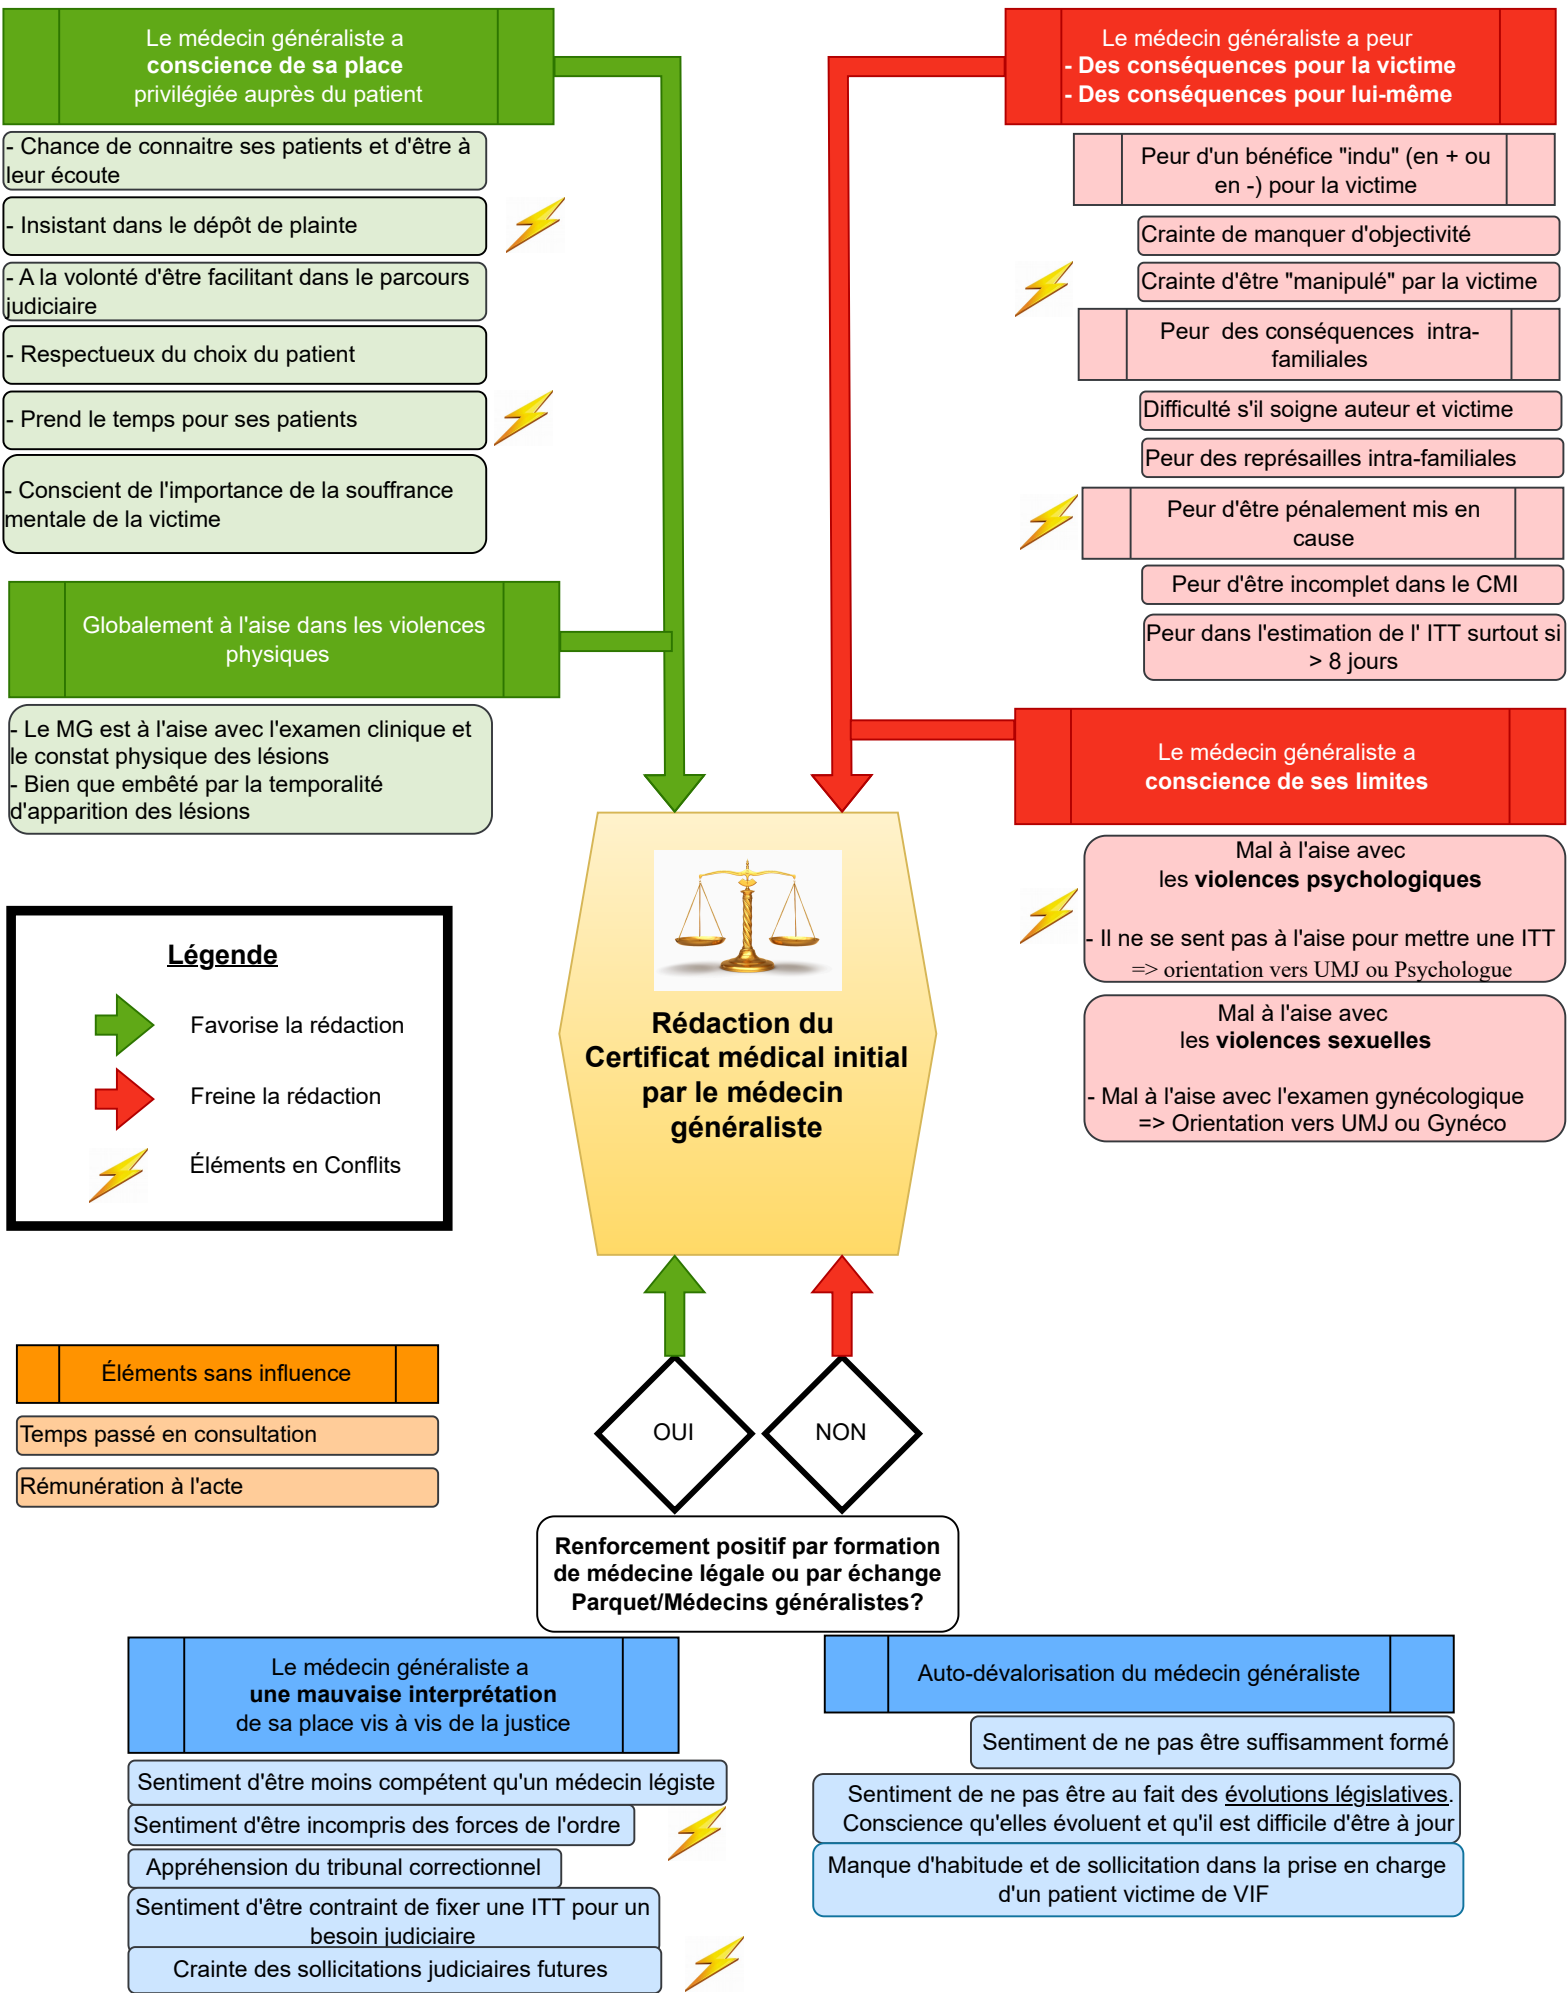 Le médecin généraliste a
conscience de sa place
privilégiée auprès du patient
- Chance de connaitre ses patients et d'être à
leur écoute
- Insistant dans le dépôt de plainte
- A la volonté d'être facilitant dans le parcours
judiciaire
- Respectueux du choix du patient
- Prend le temps pour ses patients
- Conscient de l'importance de la souffrance
mentale de la victime
Globalement à l'aise dans les violences
physiques
- Le MG est à l'aise avec l'examen clinique et
le constat physique des lésions
- Bien que embêté par la temporalité
d'apparition des lésions
Le médecin généraliste a peur
- Des conséquences pour la victime
- Des conséquences pour lui-même
Peur d'un bénéfice "indu" (en + ou
en -) pour la victime
Crainte de manquer d'objectivité
Crainte d'être "manipulé" par la victime
Peur des conséquences intra-
familiales
Difficulté s'il soigne auteur et victime
Peur des représailles intra-familiales
Peur d'être pénalement mis en
cause
Peur d'être incomplet dans le CMI
Peur dans l'estimation de l' ITT surtout si
> 8 jours
Le médecin généraliste a
conscience de ses limites
Mal à l'aise avec
les violences psychologiques
- Il ne se sent pas à l'aise pour mettre une ITT
=> orientation vers UMJ ou Psychologue
Mal à l'aise avec
les violences sexuelles
- Mal à l'aise avec l'examen gynécologique
=> Orientation vers UMJ ou Gynéco
Légende
Favorise la rédaction
Freine la rédaction
Éléments en Conflits
Rédaction du
Certificat médical initial
par le médecin
généraliste
Éléments sans influence
Temps passé en consultation
Rémunération à l'acte
OUI
NON
Renforcement positif par formation
de médecine légale ou par échange
Parquet/Médecins généralistes?
Le médecin généraliste a
une mauvaise interprétation
de sa place vis à vis de la justice
Sentiment d'être moins compétent qu'un médecin légiste
Sentiment d'être incompris des forces de l'ordre
Appréhension du tribunal correctionnel
Sentiment d'être contraint de fixer une ITT pour un
besoin judiciaire
Crainte des sollicitations judiciaires futures
Auto-dévalorisation du médecin généraliste
Sentiment de ne pas être suffisamment formé
Sentiment de ne pas être au fait des évolutions législatives.
Conscience qu'elles évoluent et qu'il est difficile d'être à jour
Manque d'habitude et de sollicitation dans la prise en charge
d'un patient victime de VIF